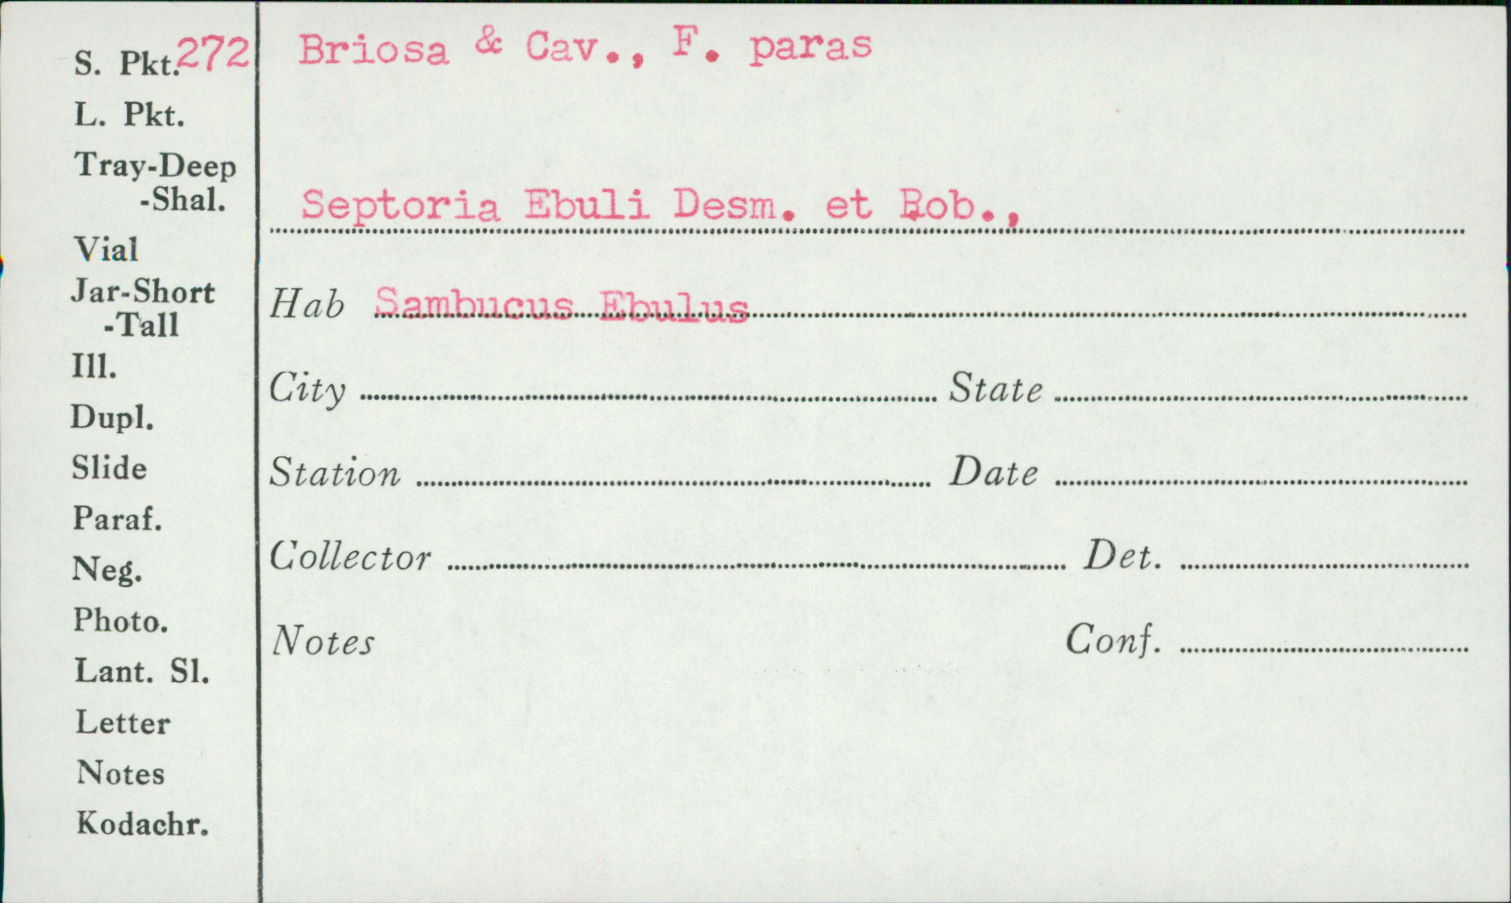 S. Pkt. 272
L. Pkt.
Tray-Deep
-Shal.
Vial
Jar-Short
-Tall
Ill.
Dupl.
Slide
Paraf.
Neg.
Photo.
Lant. Sl.
Letter
Notes
Kodachr.
Briosa & Cav., F. paras
Septoria Ebuli Desm. et Rob.,
Hab Sambucus Ebulus
City State
Station Date
Collector Det.
Notes Conf.